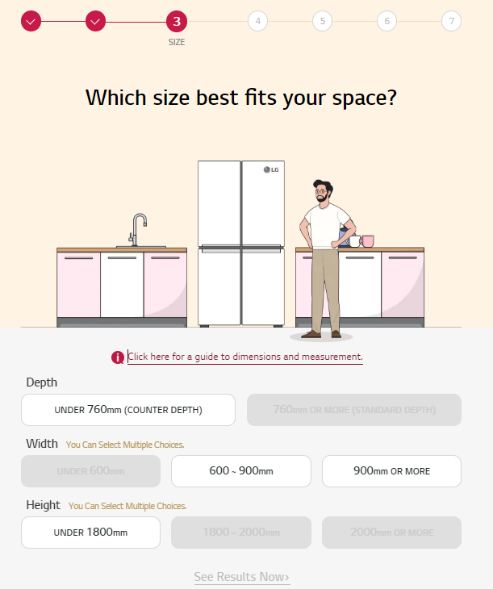 3
4
5
6
7
SIZE
Which size best fits your space?
LG
i Click here for a guide to dimensions and measurement.
Depth
UNDER 760mm (COUNTER DEPTH)
760mm OR MORE (STANDARD DEPTH)
Width You Can Select Multiple Choices.
UNDER 600mm
600 ~ 900mm
900mm OR MORE
Height You Can Select Multiple Choices.
UNDER 1800mm
1800 ~ 2000mm
2000mm OR MORE
See Results Now›